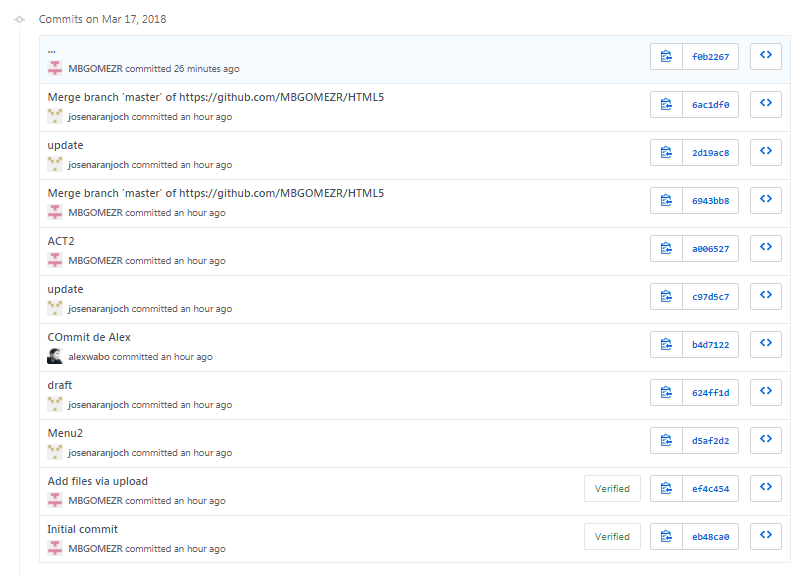 Commits on Mar 17, 2018
...
MBGOMEZR committed 26 minutes ago
f0b2267
Merge branch 'master' of https://github.com/MBGOMEZR/HTML5
josenaranjoch committed an hour ago
6ac1df0
update
josenaranjoch committed an hour ago
2d19ac8
Merge branch 'master' of https://github.com/MBGOMEZR/HTML5
MBGOMEZR committed an hour ago
6943bb8
ACT2
MBGOMEZR committed an hour ago
a006527
update
josenaranjoch committed an hour ago
c97d5c7
COmmit de Alex
alexwabo committed an hour ago
b4d7122
draft
josenaranjoch committed an hour ago
624ff1d
Menu2
josenaranjoch committed an hour ago
d5af2d2
Add files via upload
MBGOMEZR committed an hour ago
Verified
ef4c454
Initial commit
MBGOMEZR committed an hour ago
Verified
eb48ca0